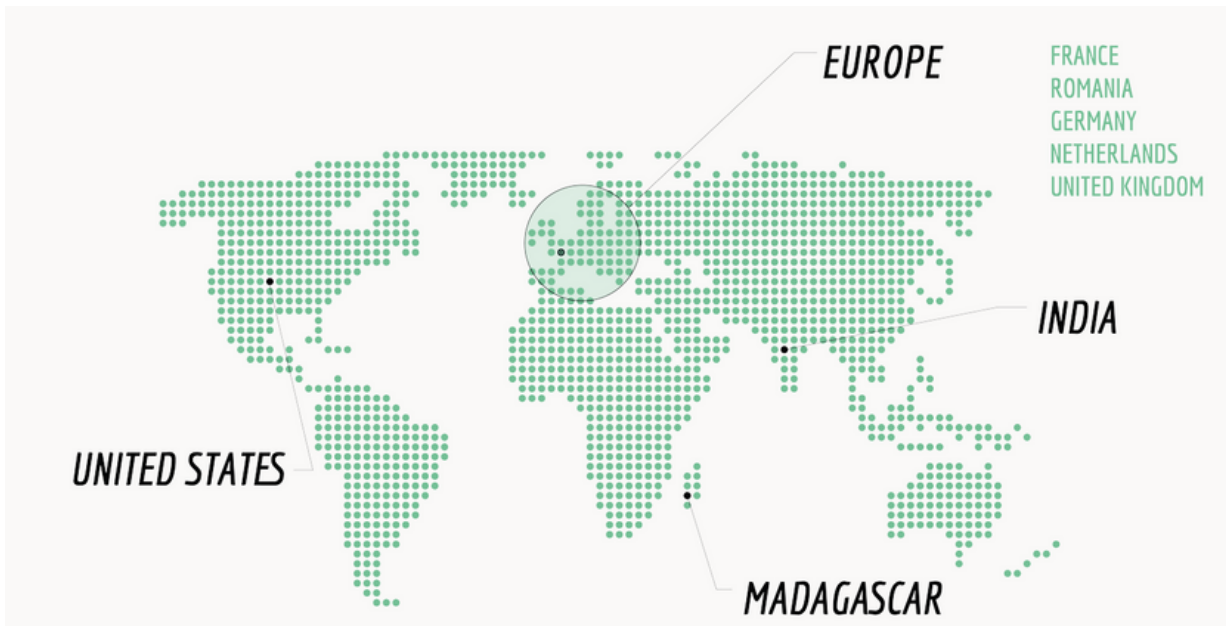 EUROPE
FRANCE
ROMANIA
GERMANY
NETHERLANDS
UNITED KINGDOM
INDIA
UNITED STATES
MADAGASCAR